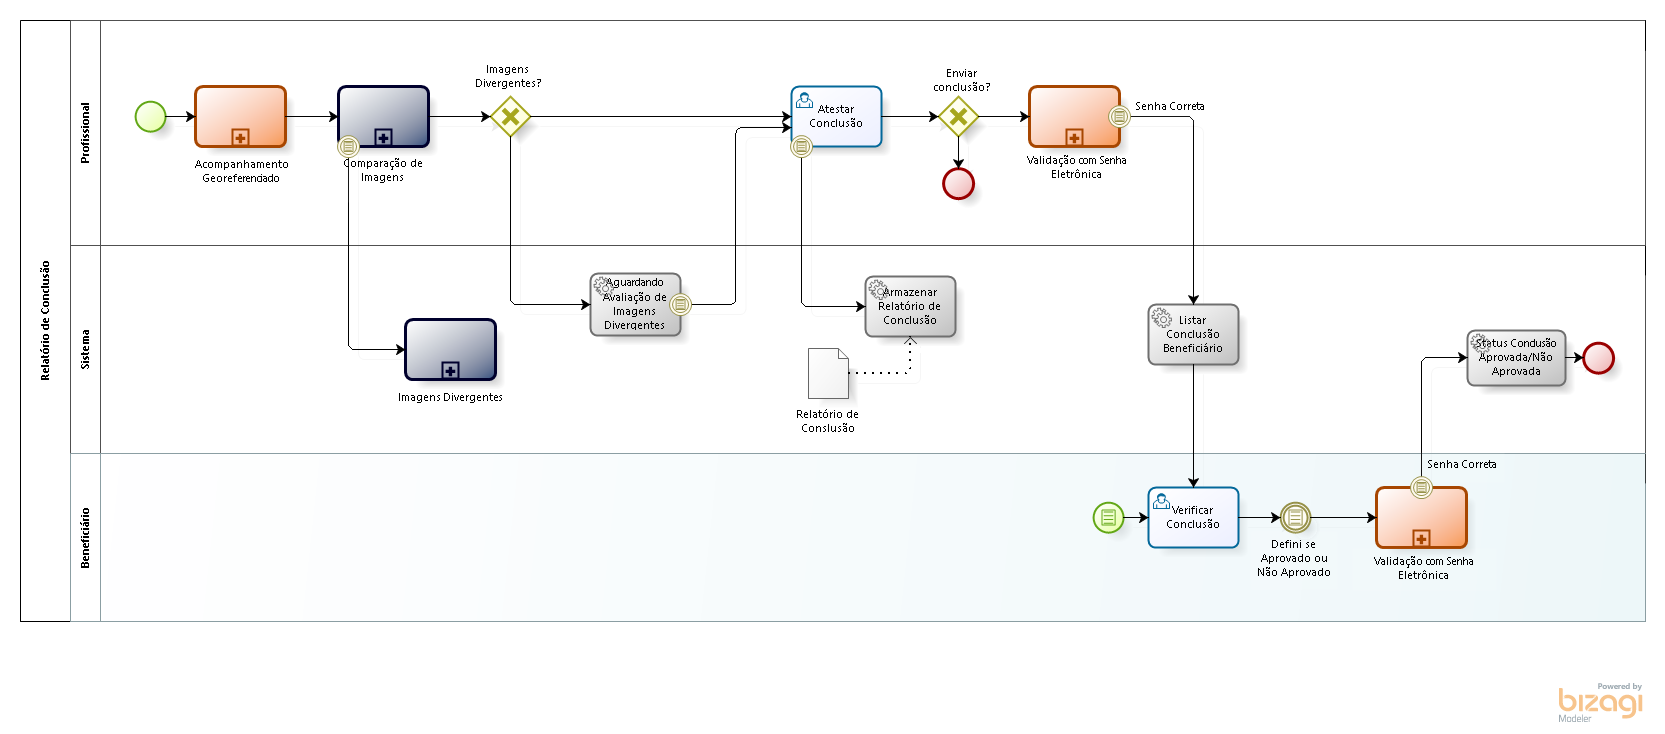 Relatório de Conclusão
Profissional
Acompanhamento
Georeferenciado
Comparação de
Imagens
Imagens
Divergentes?
Atestar
Conclusão
Enviar
conclusão?
Validação com Senha
Eletrônica
Senha Correta
Sistema
Imagens Divergentes
Aguardando
Avaliação de
Imagens
Divergentes
Armazenar
Relatório de
Conclusão
Relatório de
Conslusão
Listar
Conclusão
Beneficiário
Status Conclusão
Aprovada/Não
Aprovada
Beneficiário
Verificar
Conclusão
Defini se
Aprovado ou
Não Aprovado
Senha Correta
Validação com Senha
Eletrônica
Powered by
bizagi
Modeler